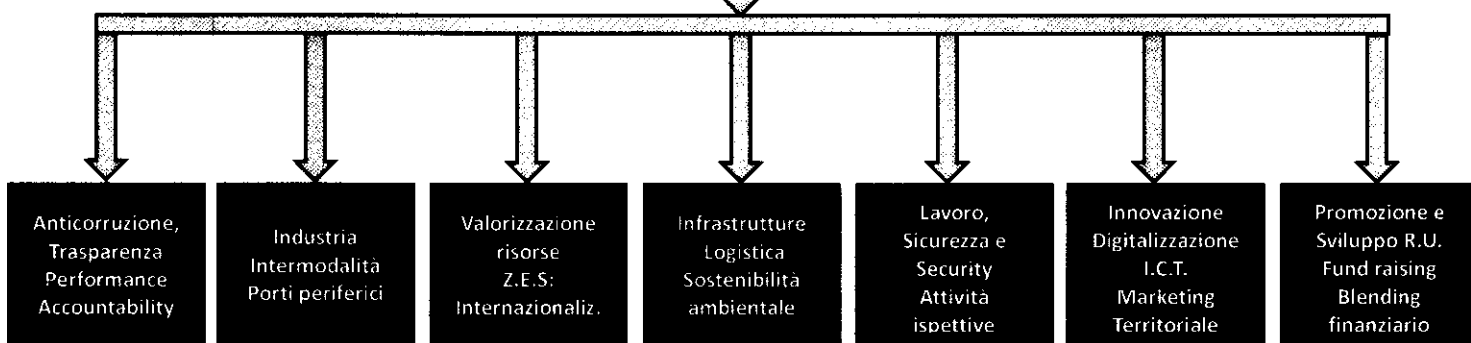 Anticorruzione,
Trasparenza
Performance
Accountability
Industria
Intermodalità
Porti periferici
Valorizzazione
risorse
Z.E.S:
Internazionaliz.
Infrastrutture
Logistica
Sostenibilità
ambientale
Lavoro,
Sicurezza e
Security
Attività
ispettive
Innovazione
Digitalizzazione
I.C.T.
Marketing
Territoriale
Promozione e
Sviluppo R.U.
Fund raising
Blending
finanziario